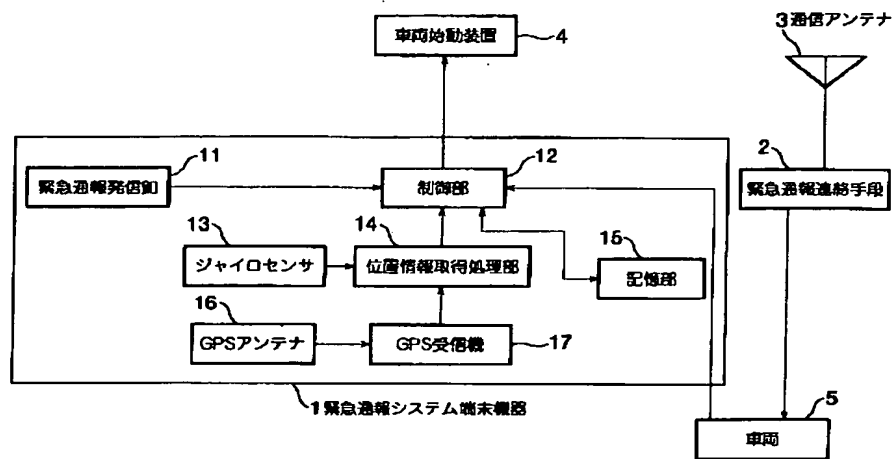 車両始動装置
4
3通信アンテナ
11
緊急通報発信部
12
制御部
2
緊急通報連絡手段
13
ジャイロセンサ
14
位置情報取得処理部
15
記憶部
16
GPSアンテナ
GPS受信機
17
1緊急通報システム端末機器
5
車両